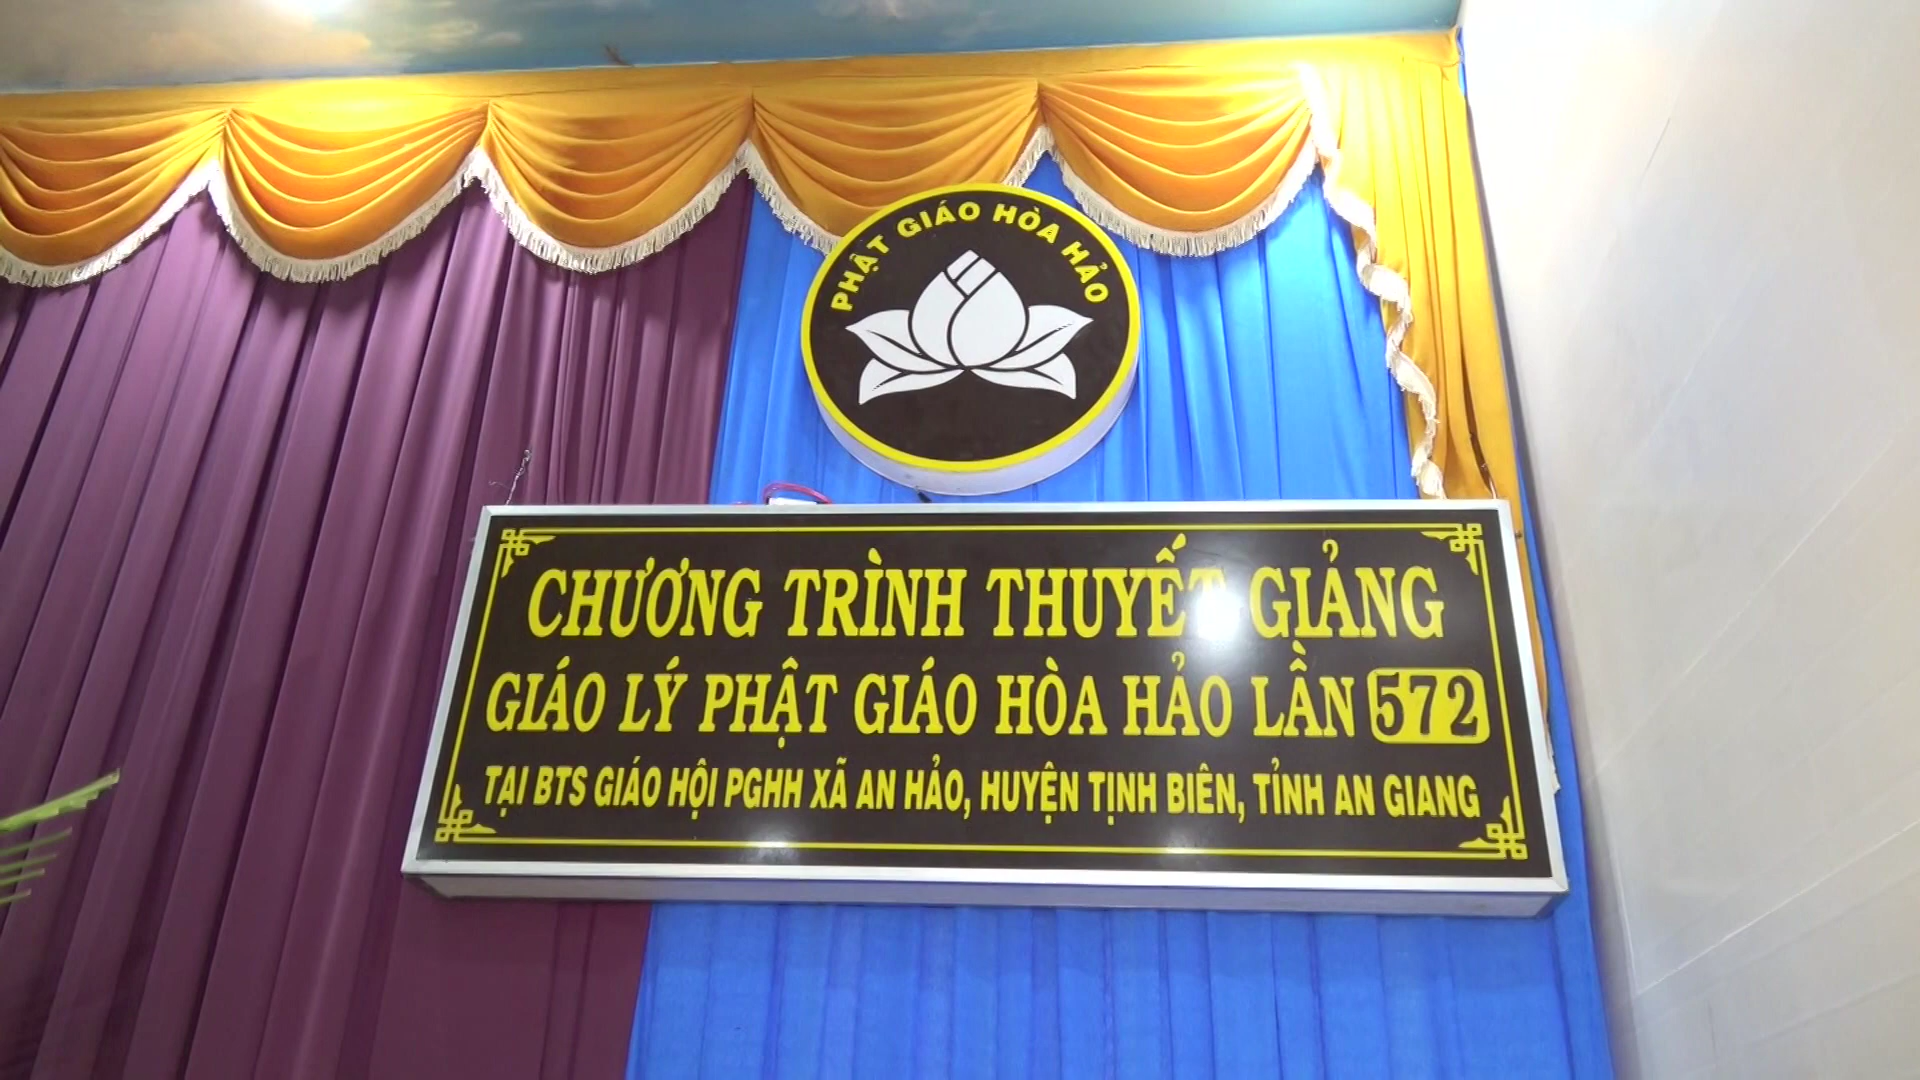 PHẬT GIÁO HÒA HẢO
CHƯƠNG TRÌNH THUYẾT GIẢNG
GIÁO LÝ PHẬT GIÁO HÒA HẢO LẦN 572
TẠI BTS GIÁO HỘI PGHH XÃ AN HẢO, HUYỆN TỊNH BIÊN, TỈNH AN GIANG